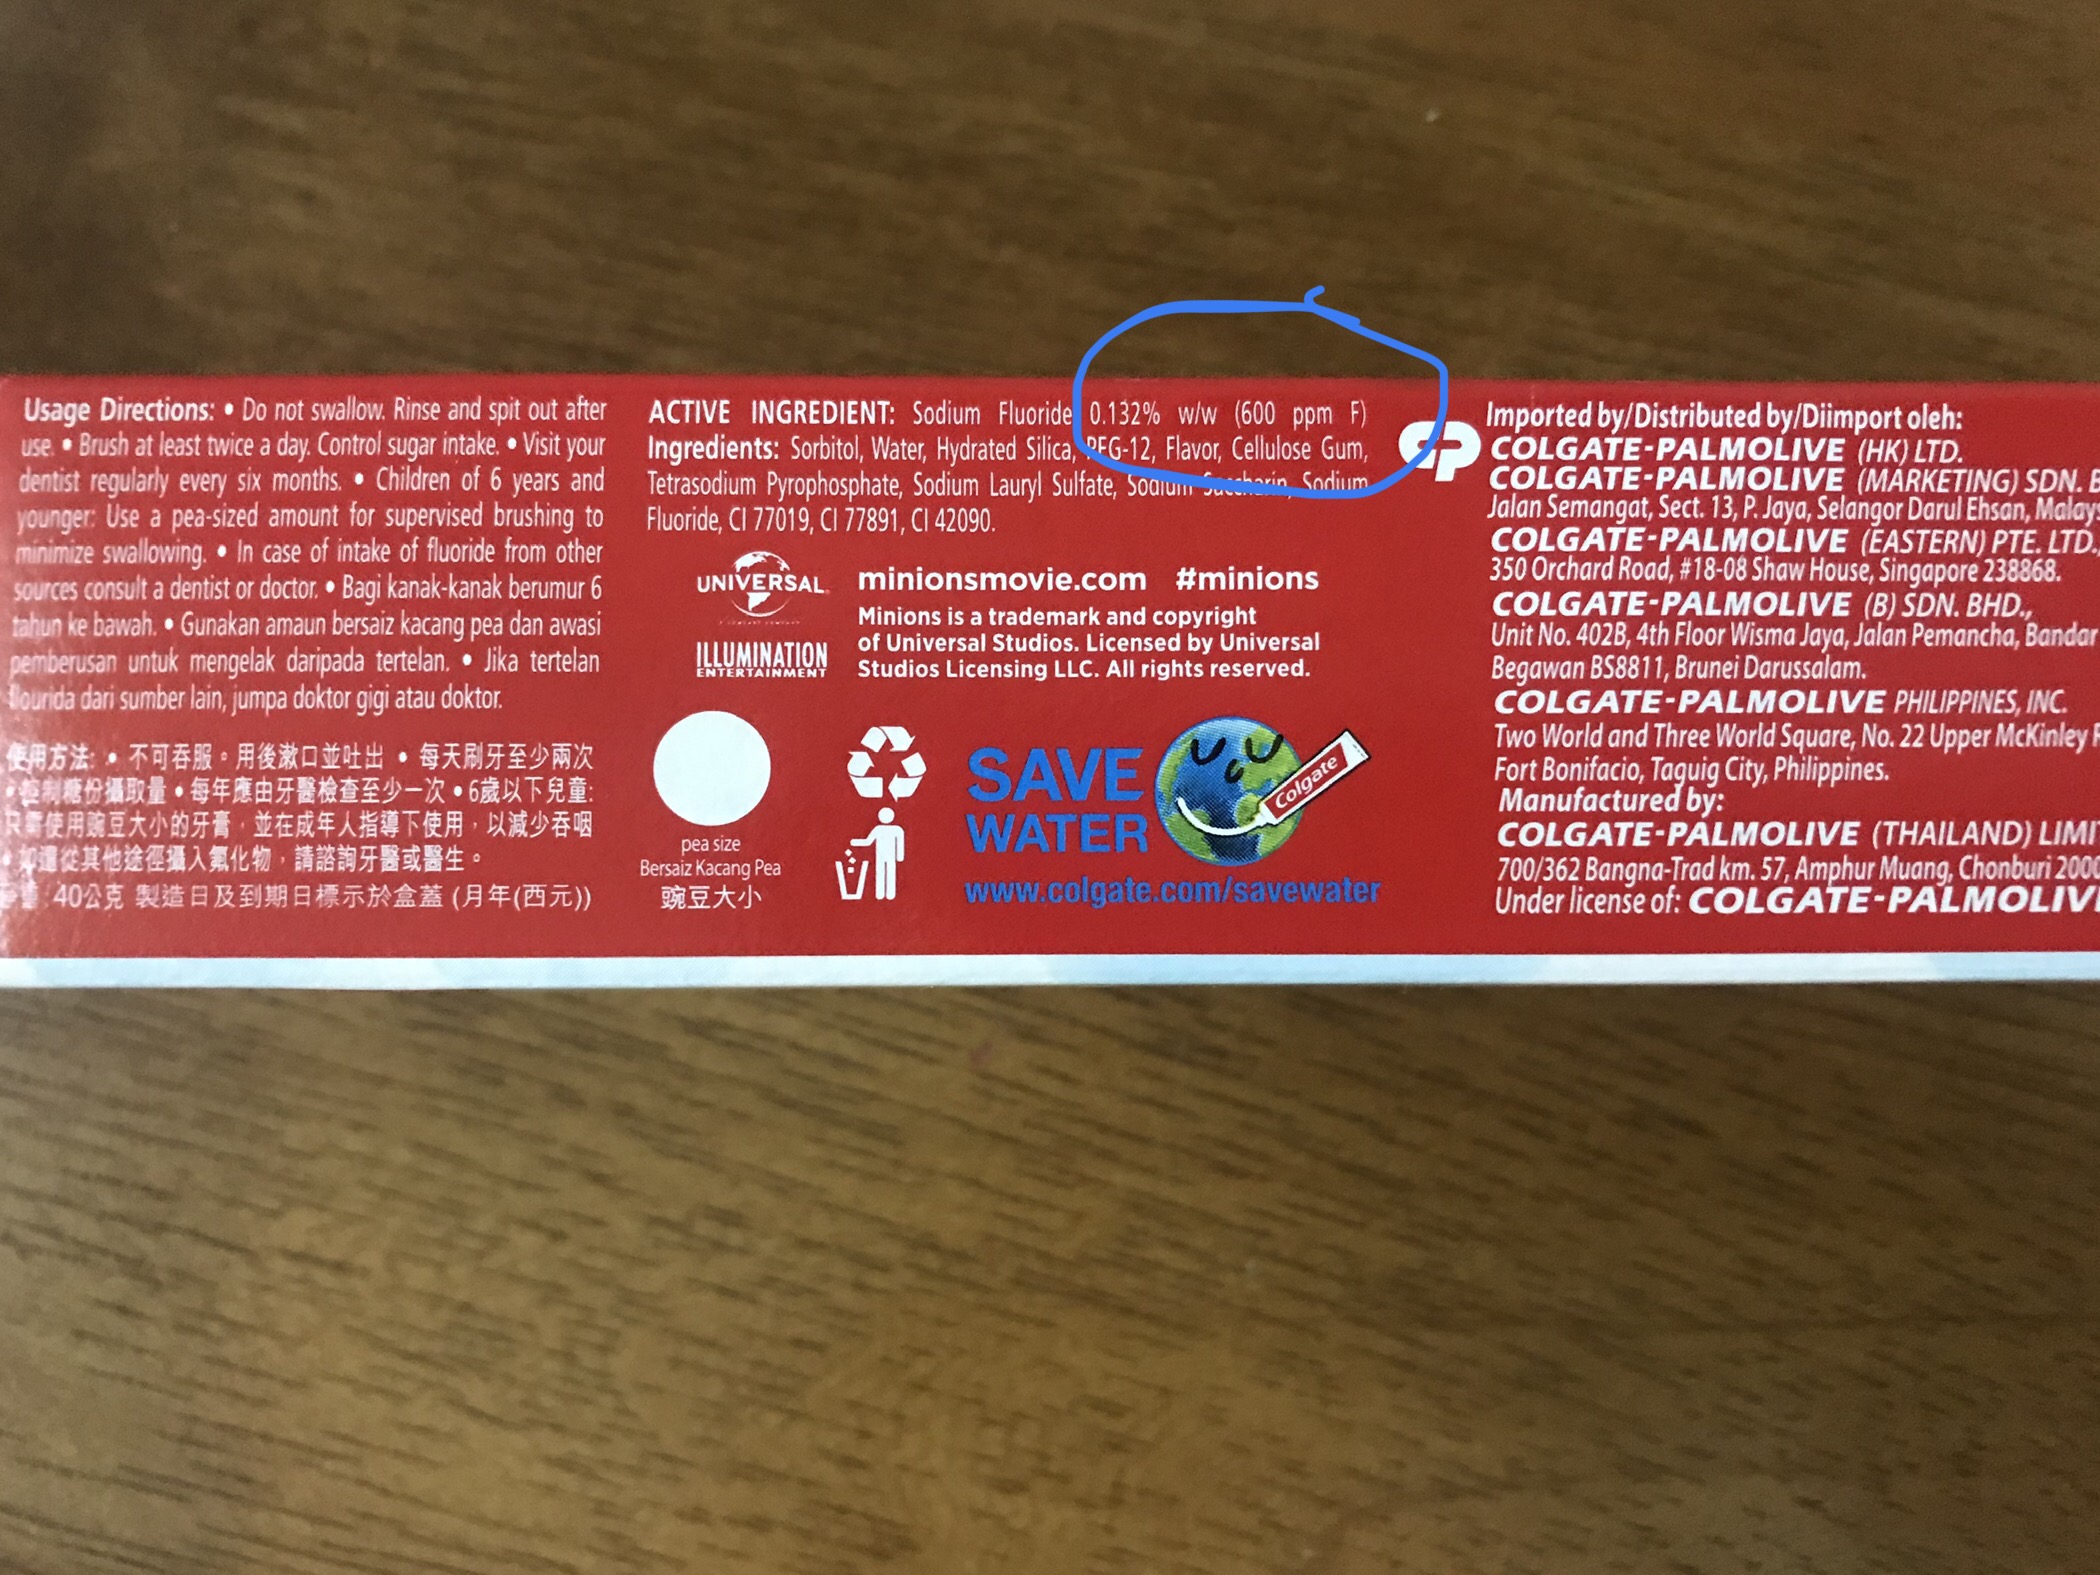 Usage Directions: • Do not swallow. Rinse and spit out after
use. • Brush at least twice a day. Control sugar intake. • Visit your
dentist regularly every six months. • Children of 6 years and
younger: Use a pea-sized amount for supervised brushing to
minimize swallowing. • In case of intake of fluoride from other
sources consult a dentist or doctor. • Bagi kanak-kanak berumur 6
tahun ke bawah. • Gunakan amaun bersaiz kacang pea dan awasi
pemberusan untuk mengelak daripada tertelan. • Jika tertelan
flourida dari sumber lain, jumpa doktor gigi atau doktor.
使用方法: • 不可吞服。用後漱口並吐出 • 每天刷牙至少兩次
• 控制糖份攝取量 • 每年應由牙醫檢查至少一次 • 6歲以下兒童:
只需使用豌豆大小的牙膏,並在成年人指導下使用,以減少吞咽
• 如還從其他途徑攝入氟化物,請諮詢牙醫或醫生。
40公克 製造日及到期日標示於盒蓋 (月年(西元))
ACTIVE INGREDIENT: Sodium Fluoride 0.132% w/w (600 ppm F)
Ingredients: Sorbitol, Water, Hydrated Silica, PEG-12, Flavor, Cellulose Gum,
Tetrasodium Pyrophosphate, Sodium Lauryl Sulfate, Sodium Saccharin, Sodium
Fluoride, CI 77019, CI 77891, CI 42090.
UNIVERSAL
ILLUMINATION
ENTERTAINMENT
minionsmovie.com #minions
Minions is a trademark and copyright
of Universal Studios. Licensed by Universal
Studios Licensing LLC. All rights reserved.
pea size
Bersaiz Kacang Pea
豌豆大小
SAVE
WATER
Colgate
www.colgate.com/savewater
CP
Imported by/Distributed by/Diimport oleh:
COLGATE-PALMOLIVE (HK) LTD.
COLGATE-PALMOLIVE (MARKETING) SDN.
Jalan Semangat, Sect. 13, P. Jaya, Selangor Darul Ehsan,
COLGATE-PALMOLIVE (EASTERN) PTE. LTD.
350 Orchard Road, #18-08 Shaw House, Singapore 238868.
COLGATE-PALMOLIVE (B) SDN. BHD.,
Unit No. 402B, 4th Floor Wisma Jaya, Jalan Pemancha, Bandar
Begawan BS8811, Brunei Darussalam.
COLGATE-PALMOLIVE PHILIPPINES, INC.
Two World and Three World Square, No. 22 Upper McKinley
Fort Bonifacio, Taguig City, Philippines.
Manufactured by:
COLGATE-PALMOLIVE (THAILAND)
700/362 Bangna-Trad km. 57, Amphur Muang, Chonburi
Under license of: COLGATE-PALMOLIV